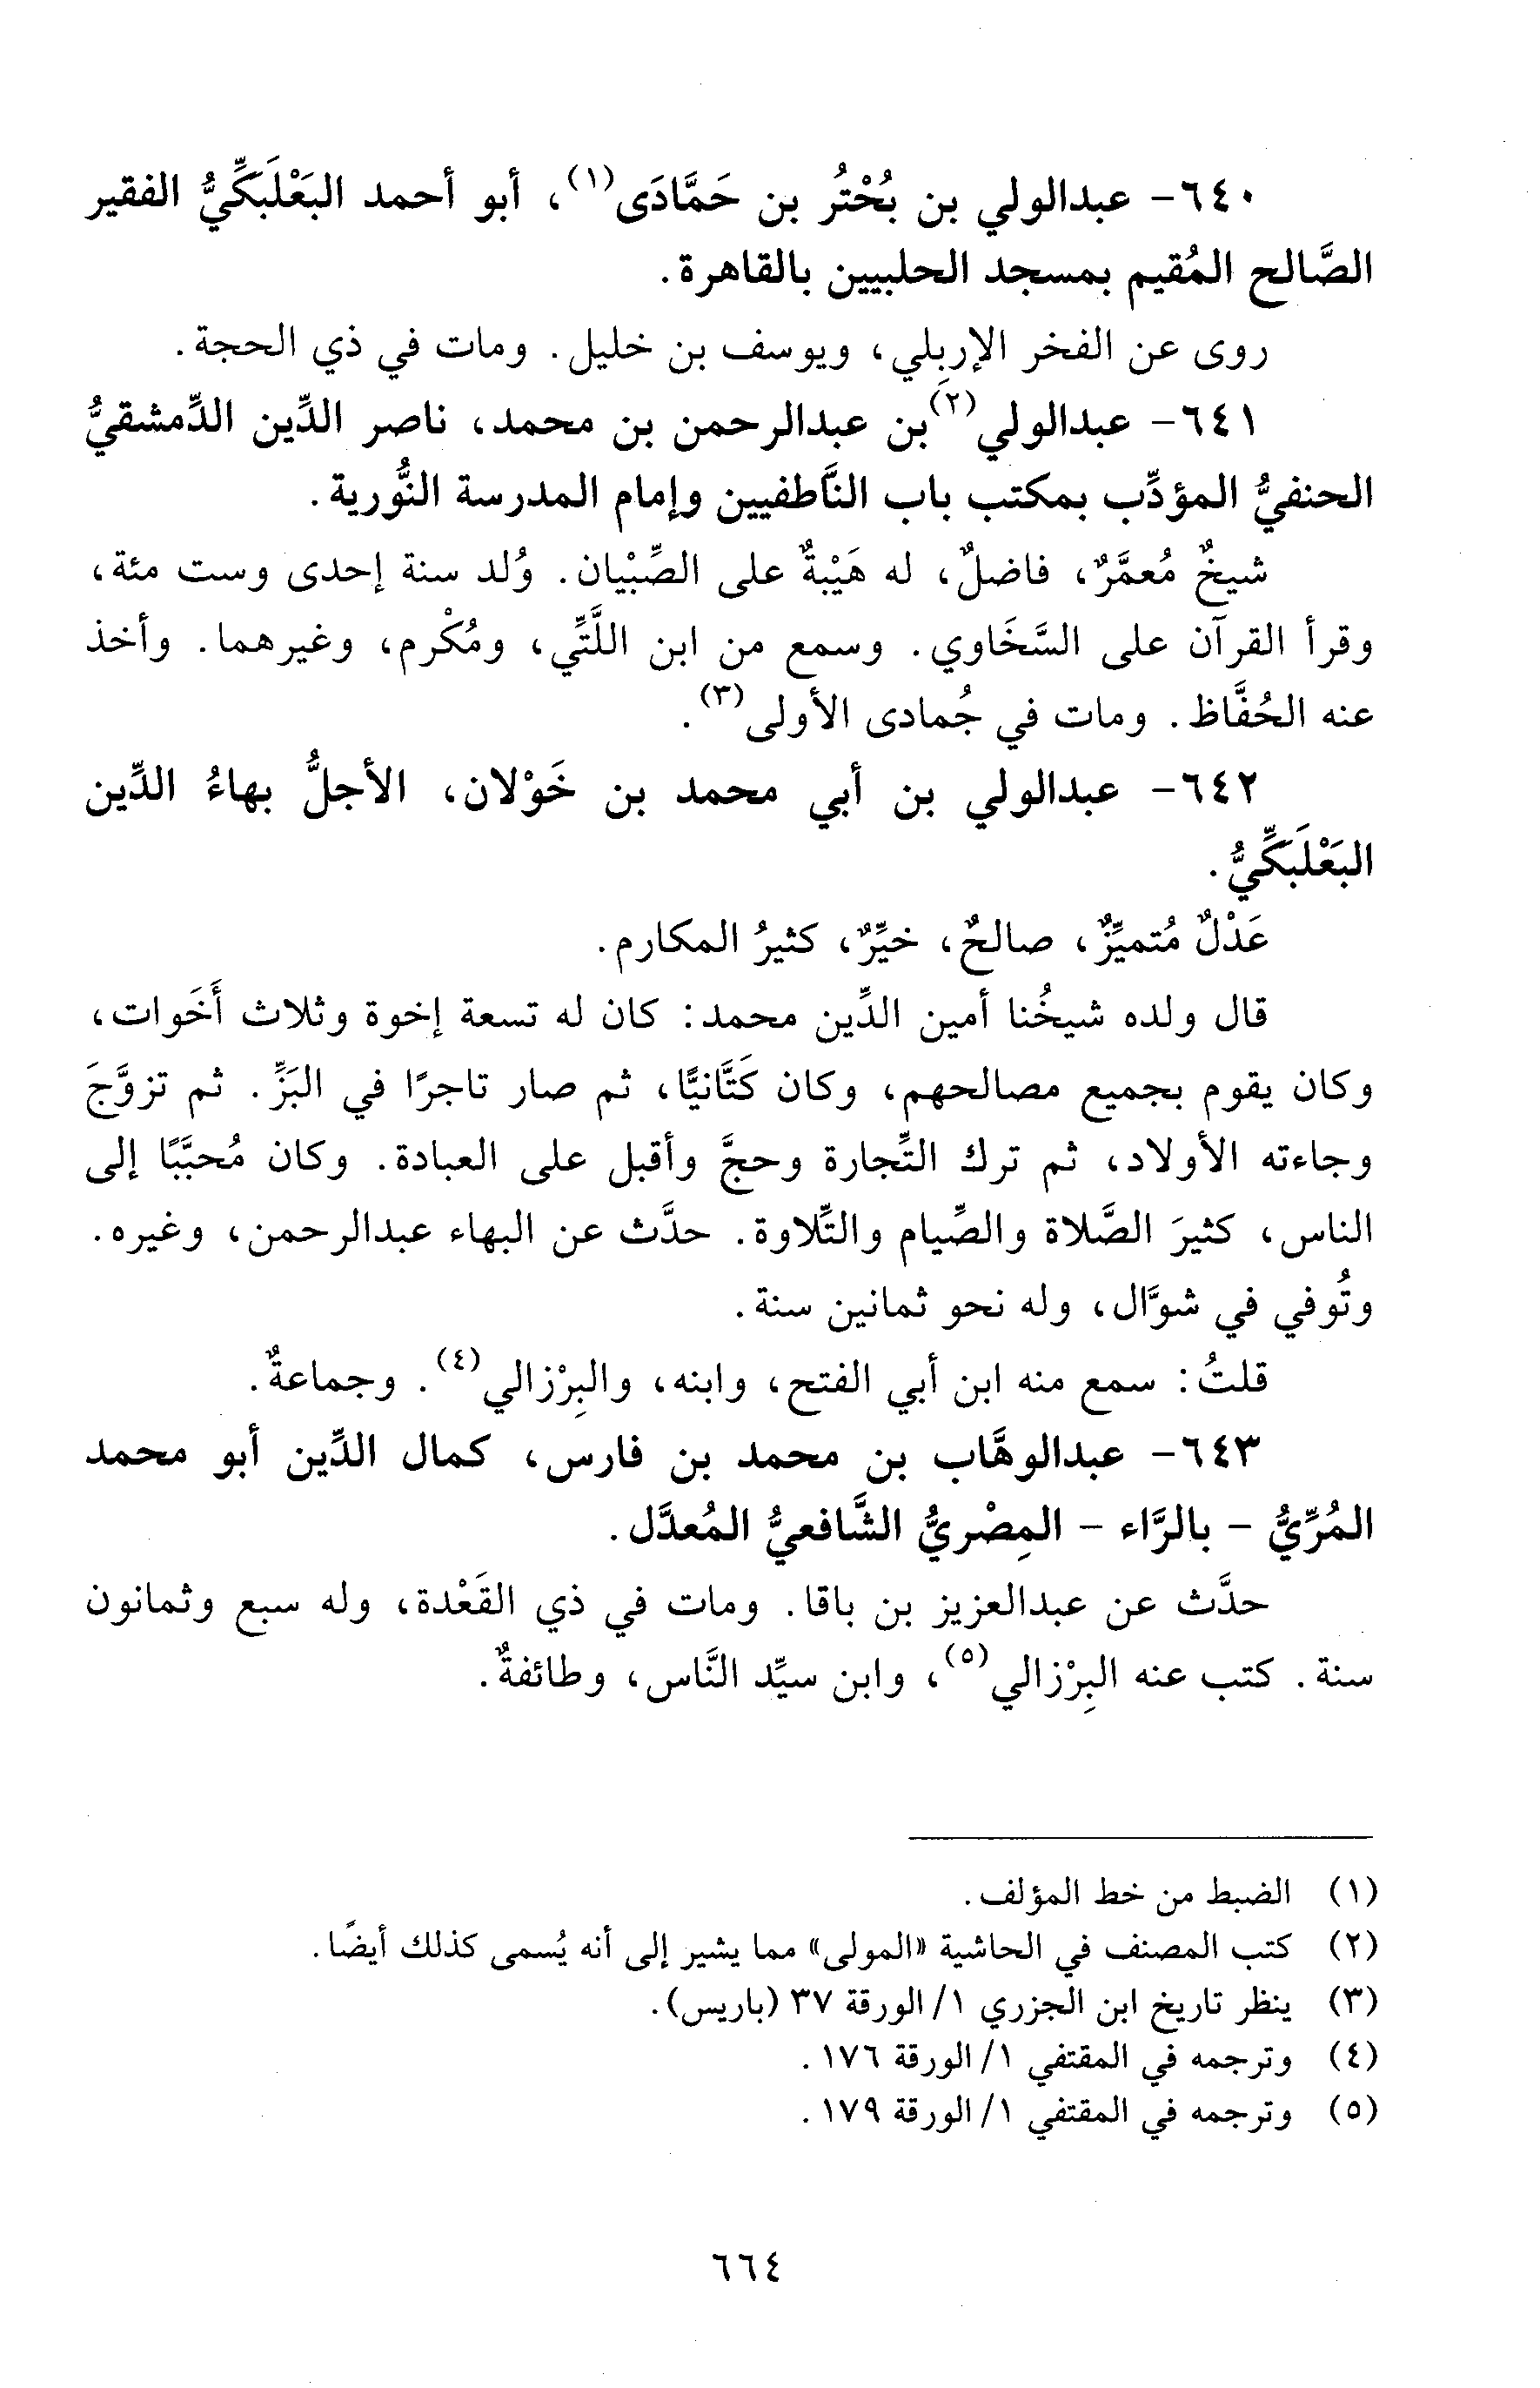 ٦٤٠- عبدالولي بن بُحْتُر بن حَمَّادَى(١)، أبو أحمد البَعْلَبَكِّيُّ الفقير
الصَّالح المُقيم بمسجد الحلبيين بالقاهرة.
روى عن الفخر الإربِلي، ويوسف بن خليل. ومات في ذي الحجة.
٦٤١- عبدالولي(٢) بن عبدالرحمن بن محمد، ناصر الدِّين الدِّمشقيُّ
الحنفيُّ المؤدِّب بمكتب باب النَّاطفيين وإمام المدرسة النُّورية.
شيخٌ مُعمَّرٌ، فاضلٌ، له هَيْبةٌ على الصِّبْيان. وُلد سنة إحدى وست مئة،
وقرأ القرآن على السَّخَاوي. وسمع من ابن اللَّتِّي، ومُكْرم، وغيرهما. وأخذ
عنه الحُفَّاظ. ومات في جُمادى الأولى(٣).
٦٤٢- عبدالولي بن أبي محمد بن خَوْلان، الأجلُّ بهاءُ الدِّين
البَعْلَبَكِّيُّ.
عَدْلٌ مُتميِّزٌ، صالحٌ، خيِّرٌ، كثيرُ المكارم.
قال ولده شيخُنا أمين الدِّين محمد: كان له تسعة إخوة وثلاث أَخَوات،
وكان يقوم بجميع مصالحهم، وكان كَتَّانيًّا، ثم صار تاجرًا في البَزِّ. ثم تزوَّجَ
وجاءته الأولاد، ثم ترك التِّجارة وحجَّ وأقبل على العبادة. وكان مُحبَّبًا إلى
الناس، كثيرَ الصَّلاة والصِّيام والتِّلاوة. حدَّث عن البهاء عبدالرحمن، وغيره.
وتُوفي في شوَّال، وله نحو ثمانين سنة.
قلتُ: سمع منه ابن أبي الفتح، وابنه، والبِرْزالي(٤). وجماعةٌ.
٦٤٣- عبدالوهَّاب بن محمد بن فارس، كمال الدِّين أبو محمد
المُرِّيُّ - بالرَّاء - المِصْريُّ الشَّافعيُّ المُعدَّل.
حدَّث عن عبدالعزيز بن باقا. ومات في ذي القَعْدة، وله سبع وثمانون
سنة. كتب عنه البِرْزالي(٥)، وابن سيِّد النَّاس، وطائفةٌ.
(١) الضبط من خط المؤلف.
(٢) كتب المصنف في الحاشية «المولى» مما يشير إلى أنه يُسمى كذلك أيضًا.
(٣) ينظر تاريخ ابن الجزري ١/ الورقة ٣٧ (باريس).
(٤) وترجمه في المقتفي ١/ الورقة ١٧٦.
(٥) وترجمه في المقتفي ١/ الورقة ١٧٩.
٦٦٤